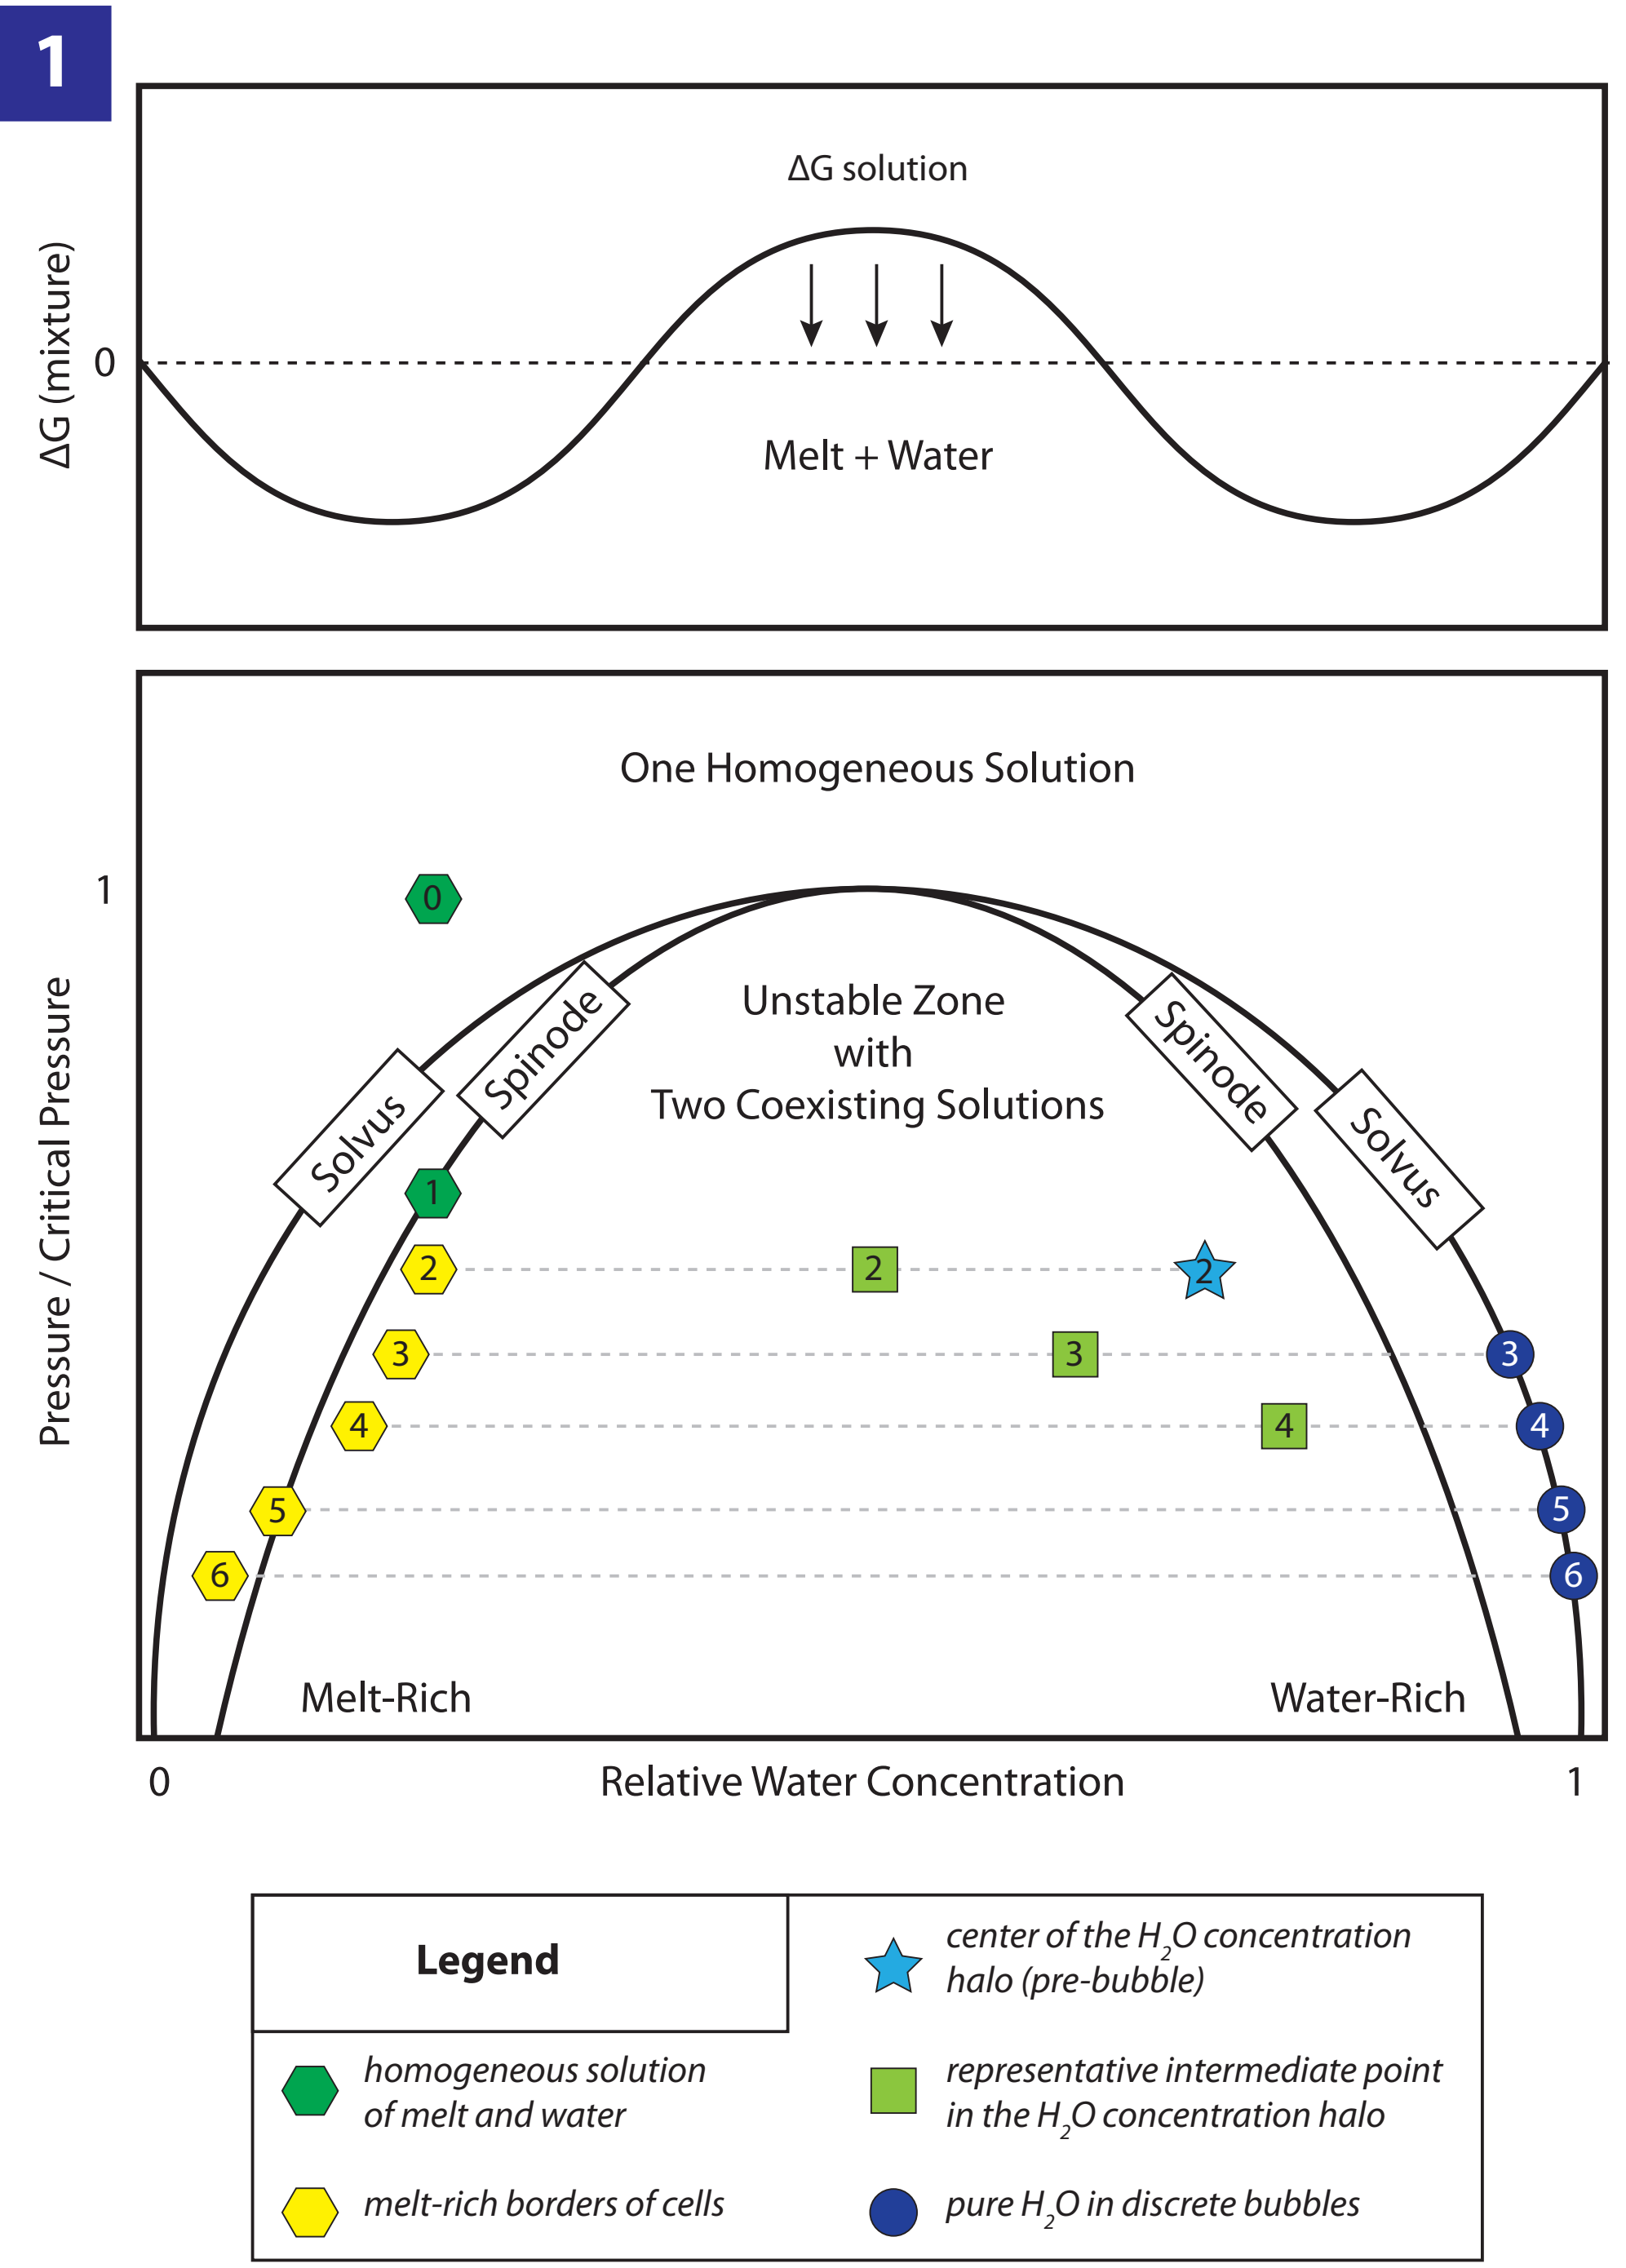 1
ΔG solution
ΔG (mixture)
0
Melt + Water
One Homogeneous Solution
1
0
Pressure / Critical Pressure
Solvus
Spinode
Unstable Zone
with
Two Coexisting Solutions
Spinode
Solvus
1
2
2
2
3
3
3
4
4
4
5
5
6
6
Melt-Rich
Water-Rich
0
Relative Water Concentration
1
Legend
center of the H₂O concentration
halo (pre-bubble)
homogeneous solution
of melt and water
representative intermediate point
in the H₂O concentration halo
melt-rich borders of cells
pure H₂O in discrete bubbles